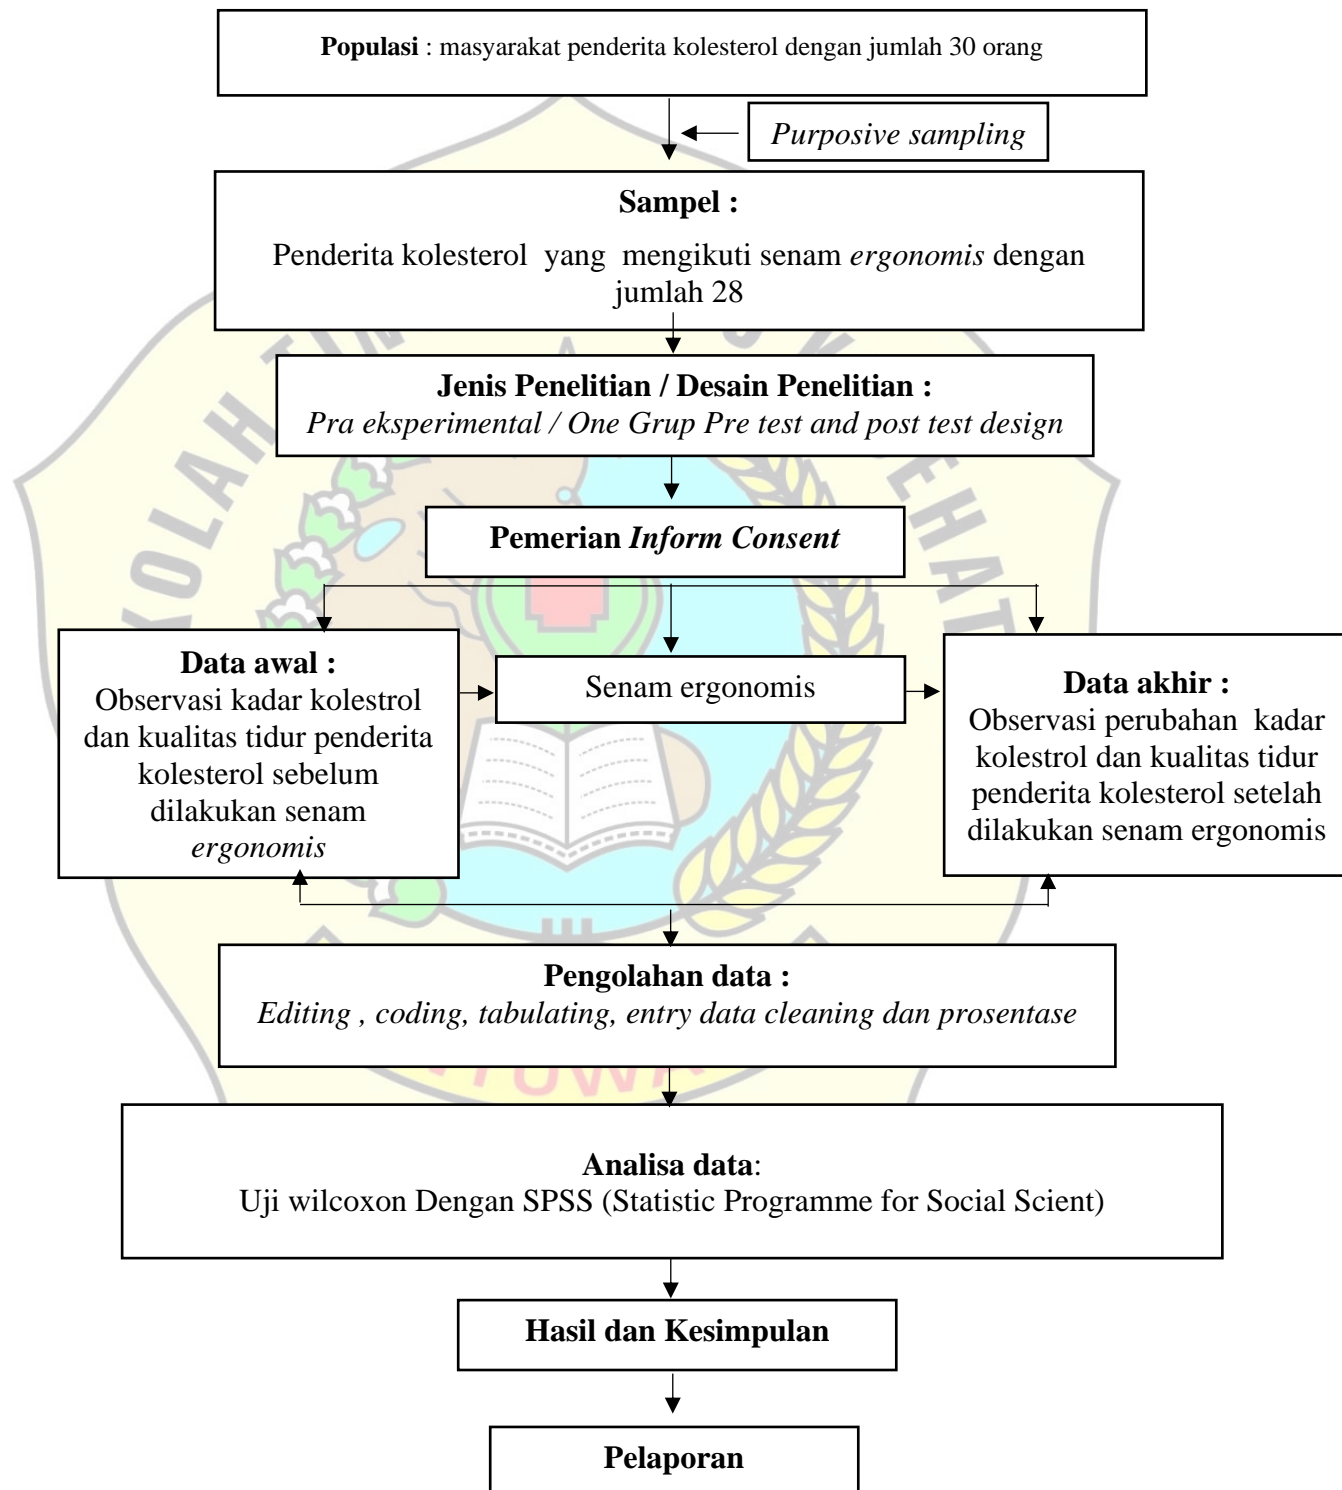 Populasi : masyarakat penderita kolesterol dengan jumlah 30 orang
Purposive sampling
Sampel :
Penderita kolesterol yang mengikuti senam ergonomis dengan
jumlah 28
Jenis Penelitian / Desain Penelitian :
Pra eksperimental / One Grup Pre test and post test design
Pemerian Inform Consent
Data awal :
Observasi kadar kolestrol
dan kualitas tidur penderita
kolesterol sebelum
dilakukan senam
ergonomis
Senam ergonomis
Data akhir :
Observasi perubahan kadar
kolestrol dan kualitas tidur
penderita kolesterol setelah
dilakukan senam ergonomis
Pengolahan data :
Editing , coding, tabulating, entry data cleaning dan prosentase
Analisa data:
Uji wilcoxon Dengan SPSS (Statistic Programme for Social Scient)
Hasil dan Kesimpulan
Pelaporan